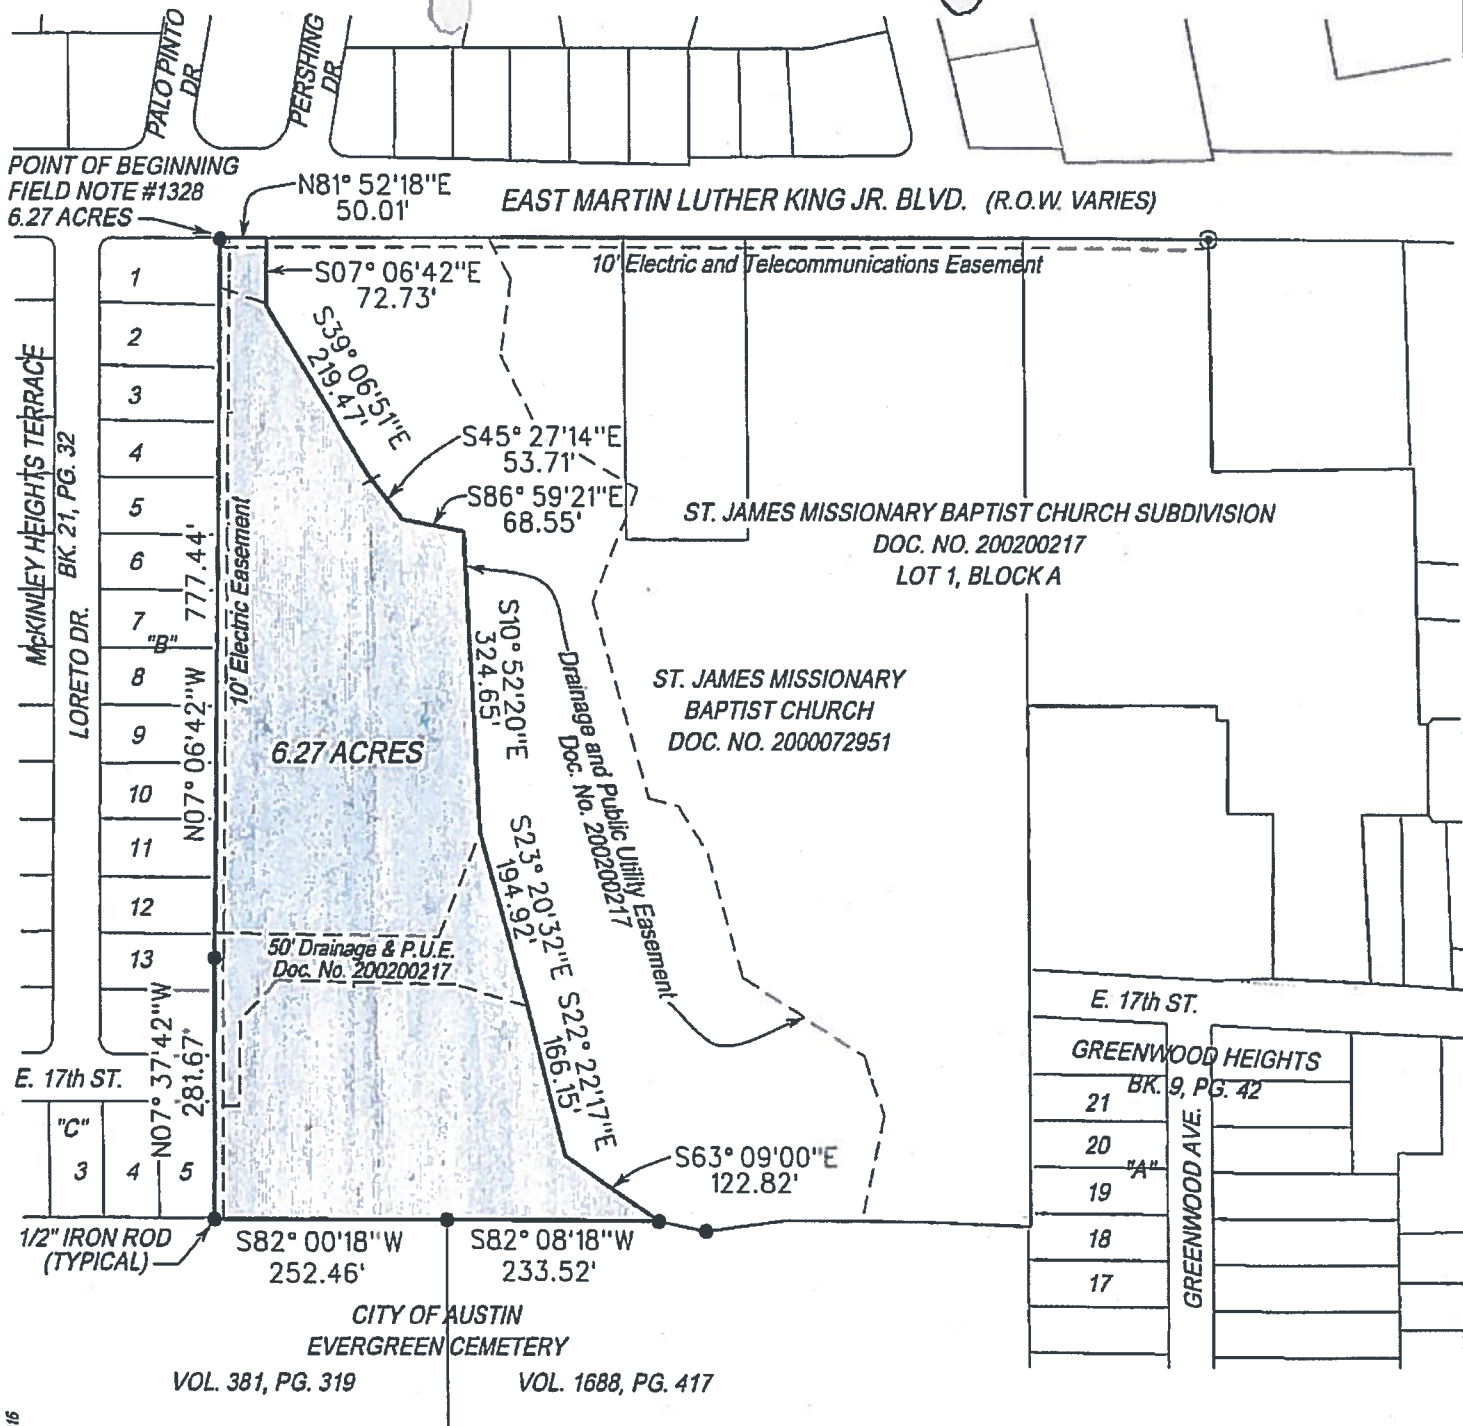 PALO PINTO
DR
PERSHING
DR
POINT OF BEGINNING
FIELD NOTE #1328
6.27 ACRES
N81° 52'18"E
50.01'
EAST MARTIN LUTHER KING JR. BLVD. (R.O.W. VARIES)
S07° 06'42"E
72.73'
10' Electric and Telecommunications Easement
1
2
3
4
5
6
7
"B"
8
9
10
11
12
13
McKINLEY HEIGHTS TERRACE
BK. 21, PG. 32
LORETO DR.
S39° 06'51"E
219.47'
S45° 27'14"E
53.71'
S86° 59'21"E
68.55'
ST. JAMES MISSIONARY BAPTIST CHURCH SUBDIVISION
DOC. NO. 200200217
LOT 1, BLOCK A
N07° 06'42"W 777.44'
10' Electric Easement
S10° 52'20"E
324.65'
Drainage and Public Utility Easement
Doc. No. 200200217
ST. JAMES MISSIONARY
BAPTIST CHURCH
DOC. NO. 2000072951
6.27 ACRES
S23° 20'32"E
194.92'
50' Drainage & P.U.E.
Doc. No. 200200217
N07° 37'42"W
281.67'
S22° 22'17"E
166.15'
E. 17th ST.
"C"
3
4
5
S63° 09'00"E
122.82'
E. 17th ST.
GREENWOOD HEIGHTS
BK. 9, PG. 42
21
20
"A"
19
18
17
GREENWOOD AVE.
1/2" IRON ROD
(TYPICAL)
S82° 00'18"W
252.46'
S82° 08'18"W
233.52'
CITY OF AUSTIN
EVERGREEN CEMETERY
VOL. 381, PG. 319
VOL. 1688, PG. 417
16